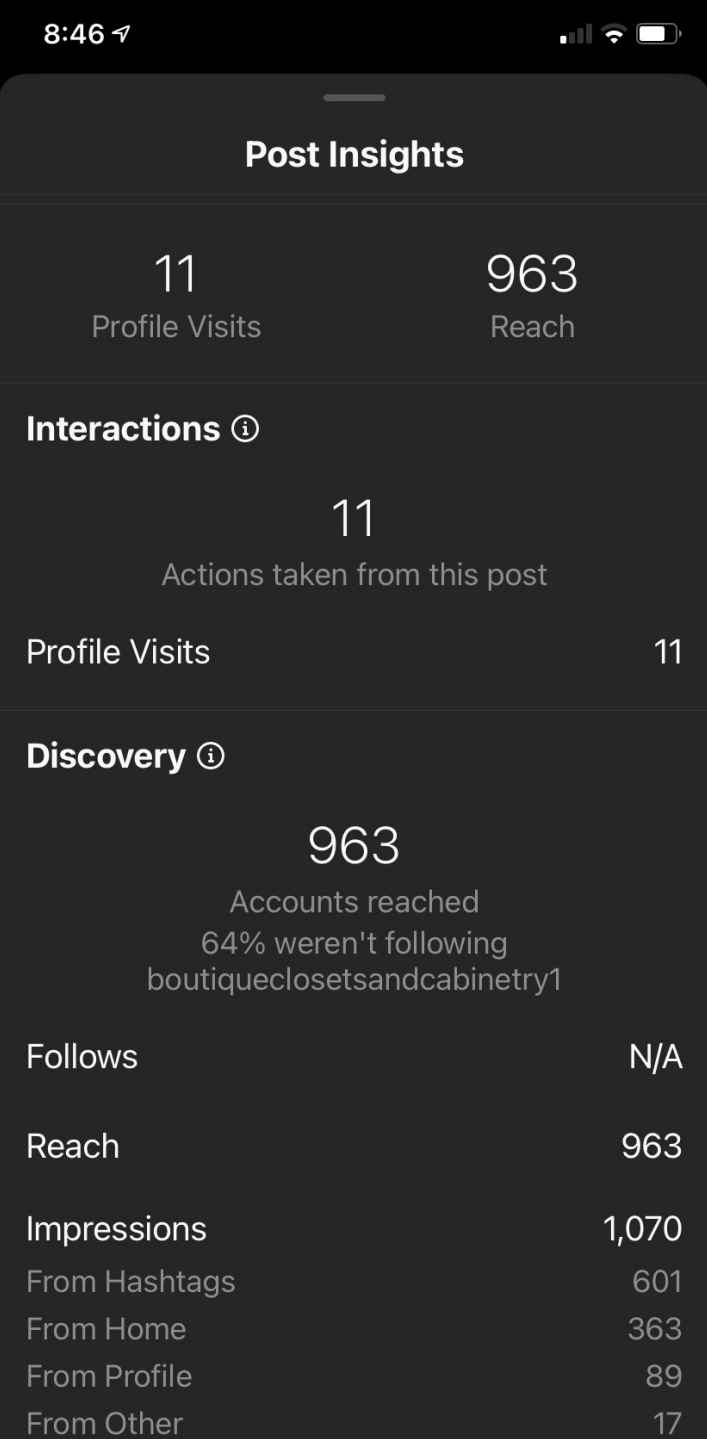 8:46
Post Insights
11 963
Profile Visits Reach
Interactions
11
Actions taken from this post
Profile Visits 11
Discovery
963
Accounts reached
64% weren't following
boutiqueclosetsandcabinetry1
Follows N/A
Reach 963
Impressions 1,070
From Hashtags 601
From Home 363
From Profile 89
From Other 17